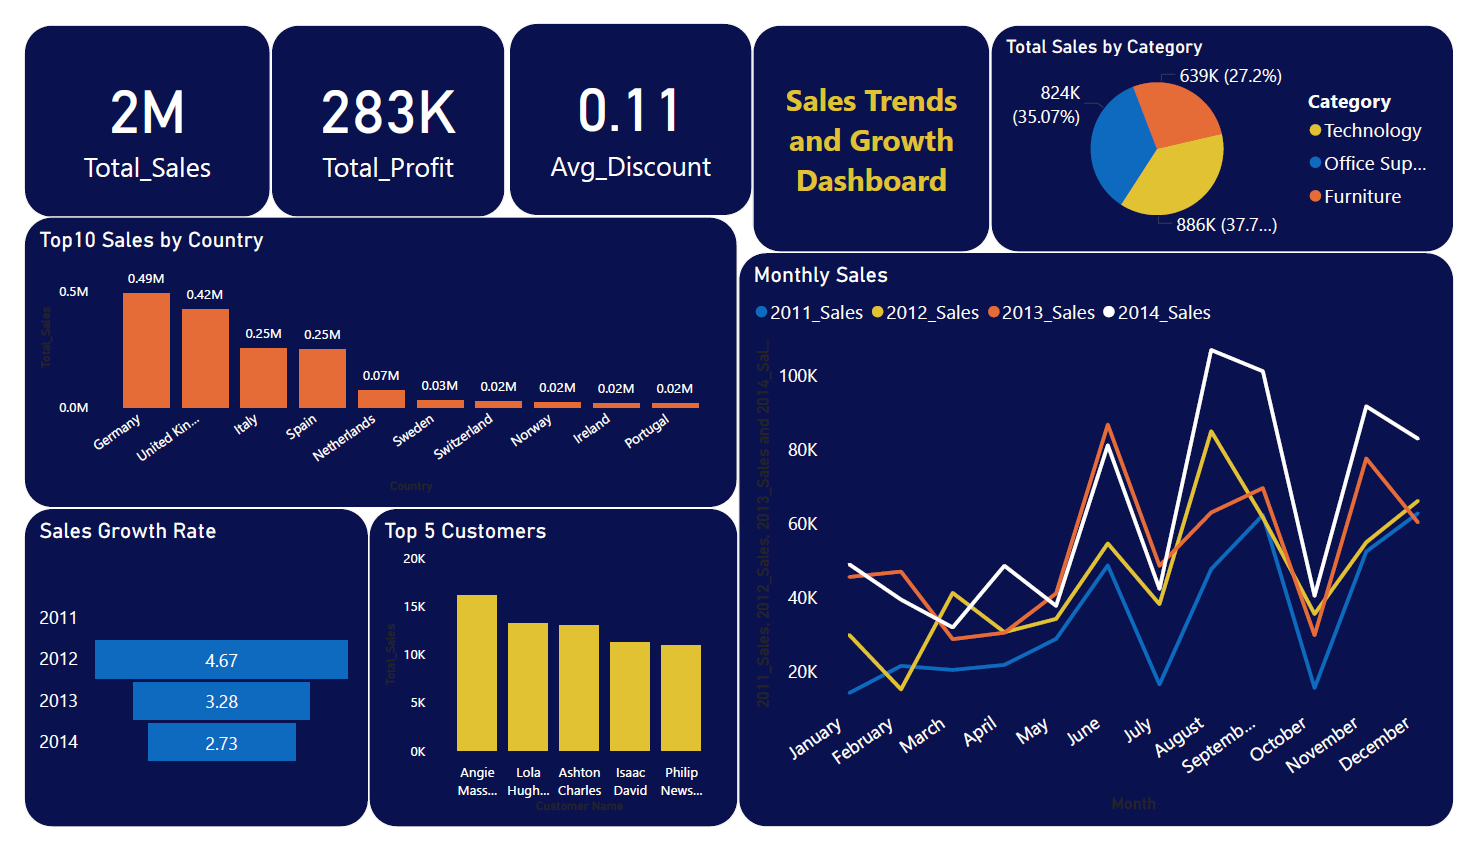 2M
Total_Sales
283K
Total_Profit
0.11
Avg_Discount
Sales Trends
and Growth
Dashboard
Total Sales by Category
639K (27.2%)
824K
(35.07%)
886K (37.7...)
Category
Technology
Office Sup...
Furniture
Top10 Sales by Country
Total_Sales
0.5M
0.0M
0.49M
0.42M
0.25M
0.25M
0.07M
0.03M
0.02M
0.02M
0.02M
0.02M
Germany
United Kin...
Italy
Spain
Netherlands
Sweden
Switzerland
Norway
Ireland
Portugal
Country
Monthly Sales
2011_Sales 2012_Sales 2013_Sales 2014_Sales
2011_Sales, 2012_Sales, 2013_Sales and 2014_Sal...
100K
80K
60K
40K
20K
January
February
March
April
May
June
July
August
Septemb...
October
November
December
Month
Sales Growth Rate
2011
2012 4.67
2013 3.28
2014 2.73
Top 5 Customers
Total_Sales
20K
15K
10K
5K
0K
Angie
Mass...
Lola
Hugh...
Ashton
Charles
Isaac
David
Philip
News...
Customer Name